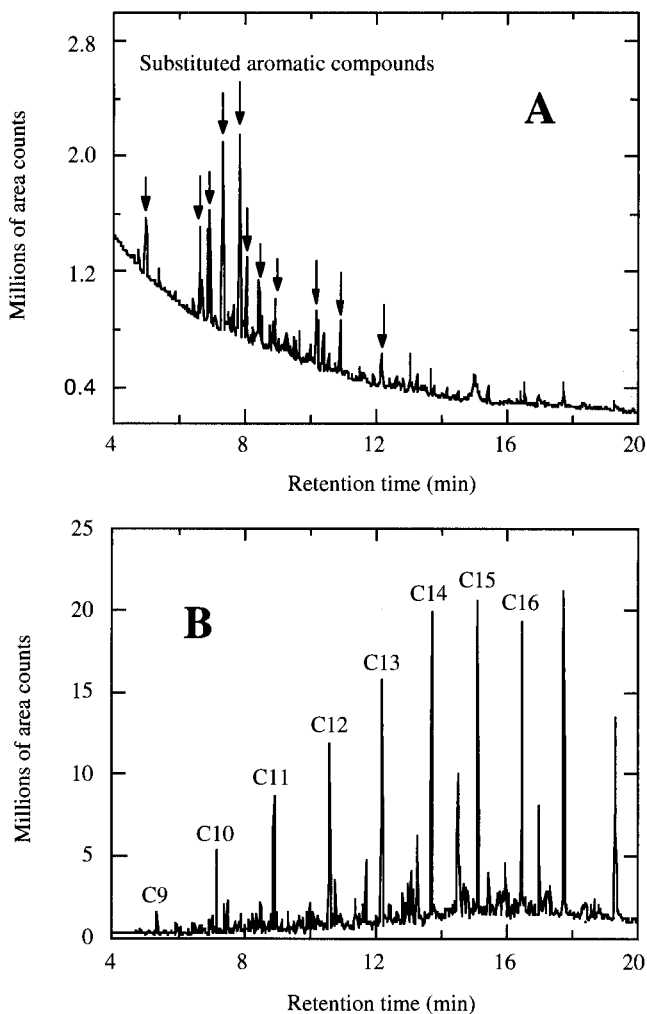 2.8
Substituted aromatic compounds
A
2.0
1.2
0.4
Millions of area counts
4 8 12 16 20
Retention time (min)
25
20
15
10
5
0
B
C9
C10
C11
C12
C13
C14
C15
C16
Millions of area counts
4 8 12 16 20
Retention time (min)